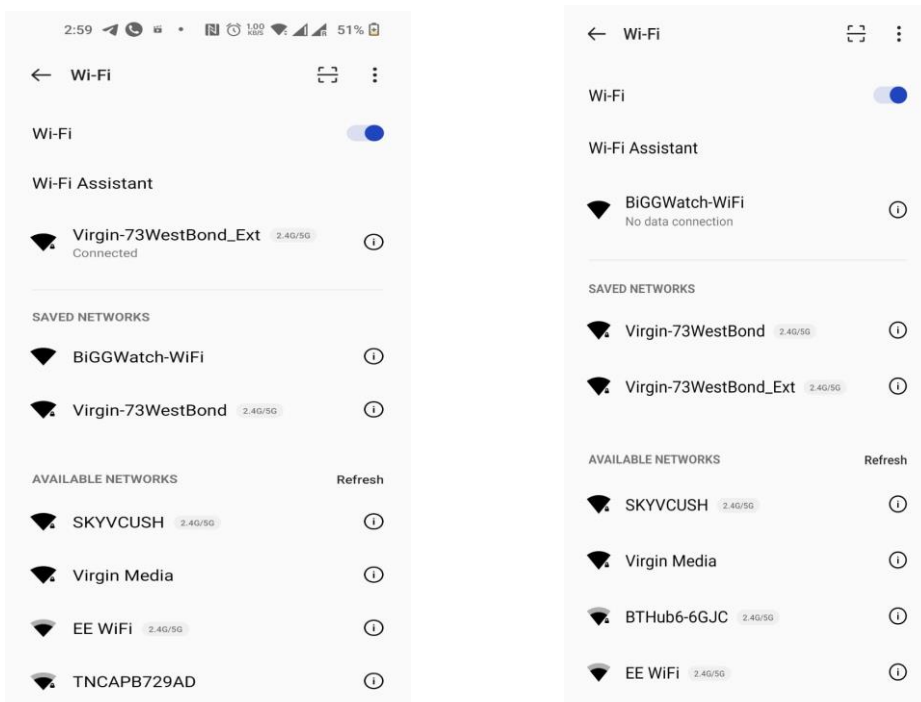 2:59 1.00 KB/S R 51%
Wi-Fi
Wi-Fi
Wi-Fi Assistant
Virgin-73WestBond_Ext 2.4G/5G
Connected
SAVED NETWORKS
BiGGWatch-WiFi
Virgin-73WestBond 2.4G/5G
AVAILABLE NETWORKS Refresh
SKYVCUSH 2.4G/5G
Virgin Media
EE WiFi 2.4G/5G
TNCAPB729AD
Wi-Fi
Wi-Fi
Wi-Fi Assistant
BiGGWatch-WiFi
No data connection
SAVED NETWORKS
Virgin-73WestBond 2.4G/5G
Virgin-73WestBond_Ext 2.4G/5G
AVAILABLE NETWORKS Refresh
SKYVCUSH 2.4G/5G
Virgin Media
BTHub6-6GJC 2.4G/5G
EE WiFi 2.4G/5G